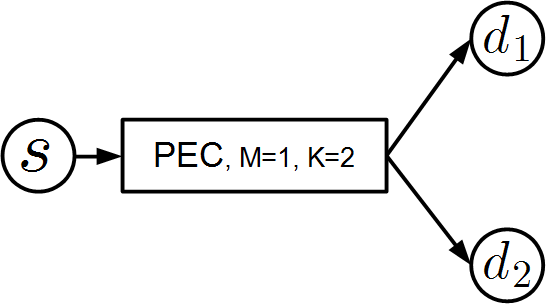 d1
s
PEC, M=1, K=2
d2